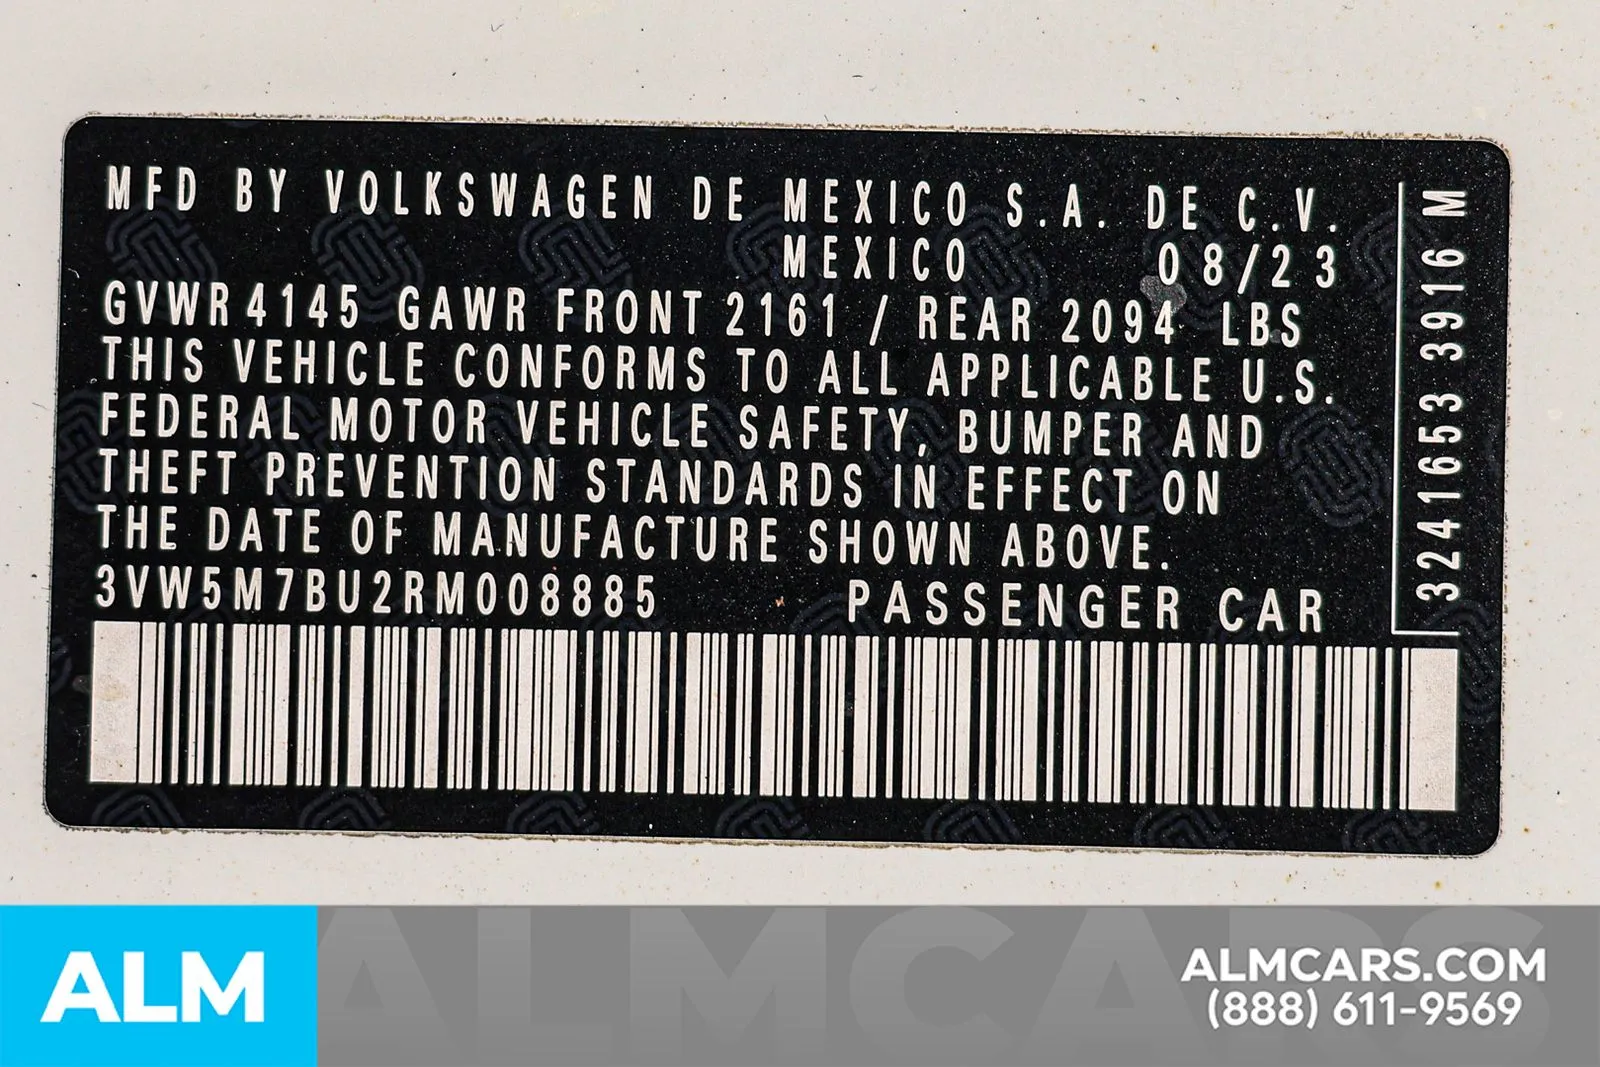 MFD BY VOLKSWAGEN DE MEXICO S.A. DE C.V.
MEXICO 08/23
GVWR 4145 GAWR FRONT 2161 / REAR 2094 LBS
THIS VEHICLE CONFORMS TO ALL APPLICABLE U.S.
FEDERAL MOTOR VEHICLE SAFETY, BUMPER AND
THEFT PREVENTION STANDARDS IN EFFECT ON
THE DATE OF MANUFACTURE SHOWN ABOVE.
3VW5M7BU2RM008885 PASSENGER CAR
3241653 3916 M
ALM
ALMCARS
ALMCARS.COM
(888) 611-9569